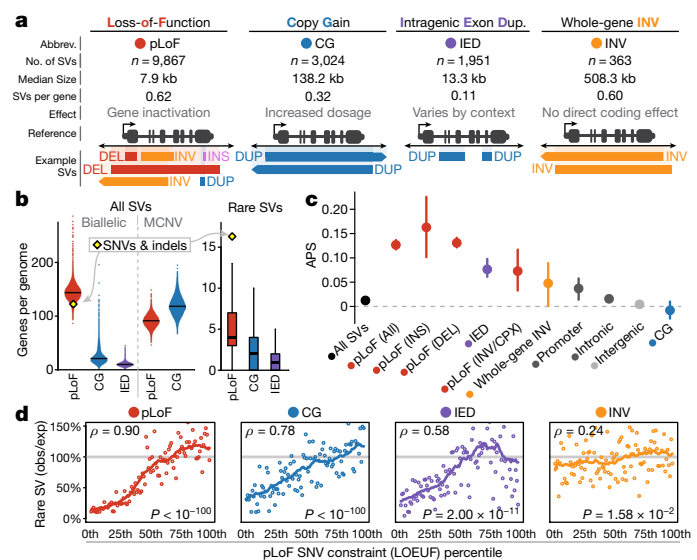 a
Loss-of-Function
Copy Gain
Intragenic Exon Dup.
Whole-gene INV
Abbrev.
pLoF
CG
IED
INV
No. of SVs
n = 9,867
n = 3,024
n = 1,951
n = 363
Median Size
7.9 kb
138.2 kb
13.3 kb
508.3 kb
SVs per gene
0.62
0.32
0.11
0.60
Effect
Gene inactivation
Increased dosage
Varies by context
No direct coding effect
Reference
Example SVs
DEL INV INS
DEL
INV DUP
DUP
DUP
DUP DUP
INV
INV
b
All SVs
Biallelic MCNV
SNVs & indels
Rare SVs
Genes per genome
200
100
0
pLoF CG IED pLoF CG
15
10
5
0
pLoF CG IED
c
APS
0.20
0.15
0.10
0.05
0
All SVs
pLoF (All)
pLoF (INS)
pLoF (DEL)
IED
pLoF (INV/CPX)
Whole-gene INV
Promoter
Intronic
Intergenic
CG
d
pLoF
CG
IED
INV
Rare SV (obs/exp)
150%
100%
50%
0%
ρ = 0.90
P < 10⁻¹⁰⁰
ρ = 0.78
P < 10⁻¹⁰⁰
ρ = 0.58
P = 2.00 × 10⁻¹¹
ρ = 0.24
P = 1.58 × 10⁻²
0th 25th 50th 75th 100th
0th 25th 50th 75th 100th
0th 25th 50th 75th 100th
0th 25th 50th 75th 100th
pLoF SNV constraint (LOEUF) percentile